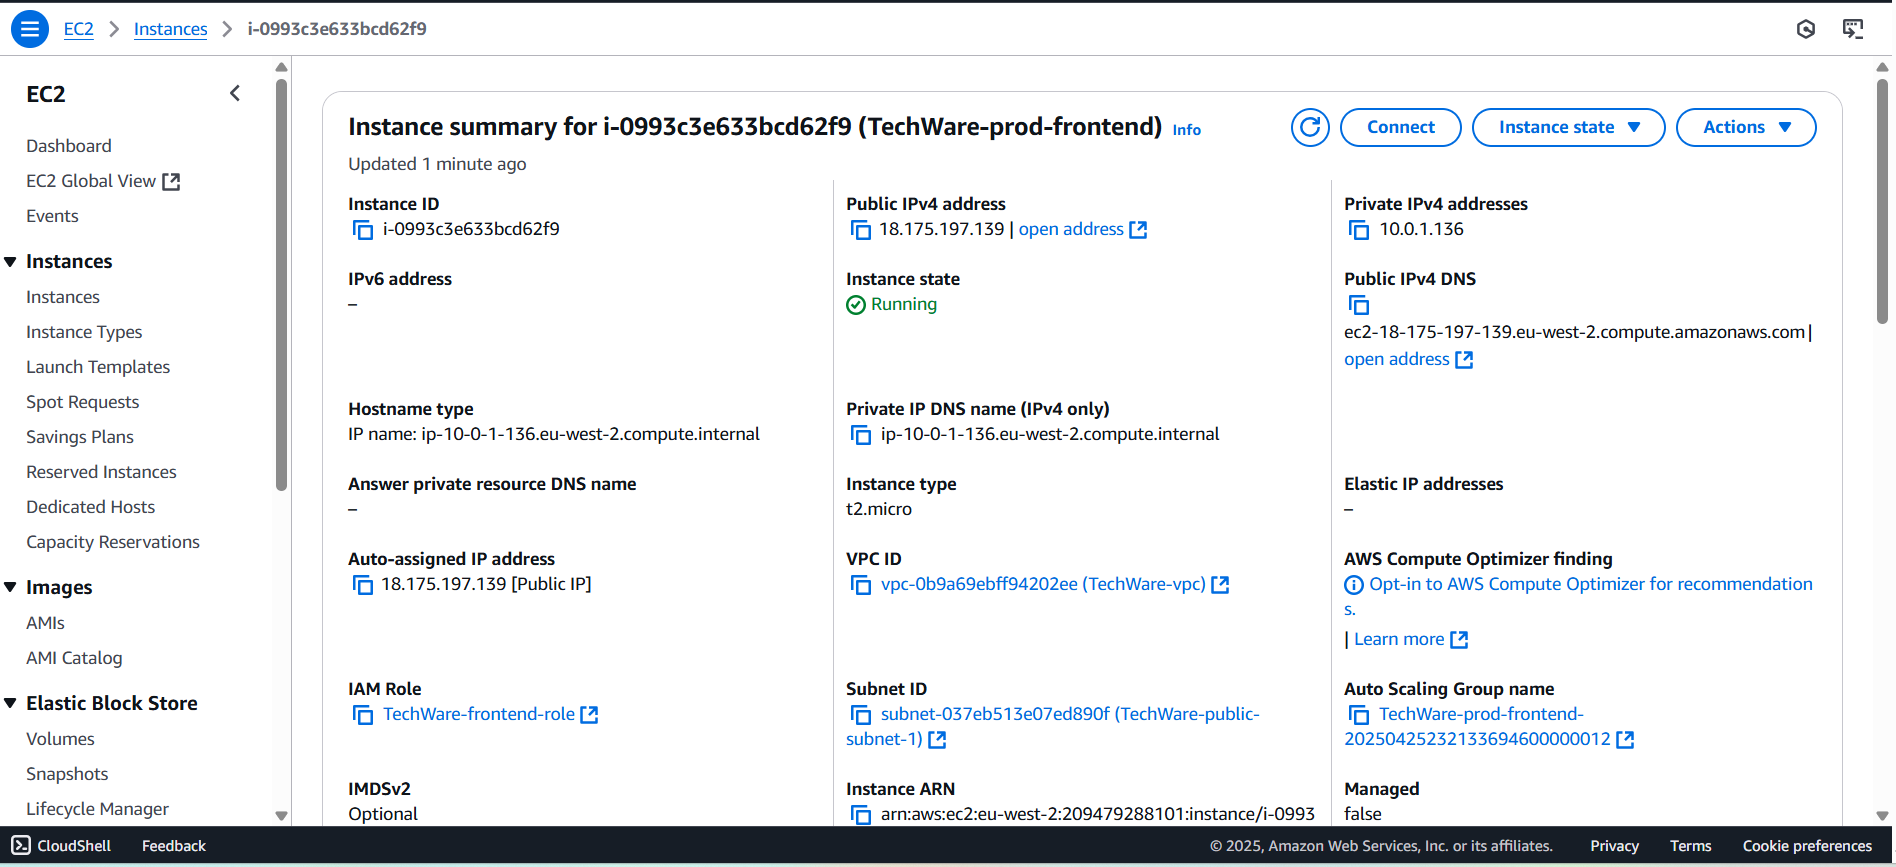 EC2 > Instances > i-0993c3e633bcd62f9
EC2
Dashboard
EC2 Global View
Events
Instances
Instances
Instance Types
Launch Templates
Spot Requests
Savings Plans
Reserved Instances
Dedicated Hosts
Capacity Reservations
Images
AMIs
AMI Catalog
Elastic Block Store
Volumes
Snapshots
Lifecycle Manager
Instance summary for i-0993c3e633bcd62f9 (TechWare-prod-frontend) Info
Connect
Instance state
Actions
Updated 1 minute ago
Instance ID
i-0993c3e633bcd62f9
Public IPv4 address
18.175.197.139 | open address
Private IPv4 addresses
10.0.1.136
IPv6 address
–
Instance state
Running
Public IPv4 DNS
ec2-18-175-197-139.eu-west-2.compute.amazonaws.com |
open address
Hostname type
IP name: ip-10-0-1-136.eu-west-2.compute.internal
Private IP DNS name (IPv4 only)
ip-10-0-1-136.eu-west-2.compute.internal
Answer private resource DNS name
–
Instance type
t2.micro
Elastic IP addresses
–
Auto-assigned IP address
18.175.197.139 [Public IP]
VPC ID
vpc-0b9a69ebff94202ee (TechWare-vpc)
AWS Compute Optimizer finding
Opt-in to AWS Compute Optimizer for recommendation
s.
| Learn more
IAM Role
TechWare-frontend-role
Subnet ID
subnet-037eb513e07ed890f (TechWare-public-
subnet-1)
Auto Scaling Group name
TechWare-prod-frontend-
20250425232133694600000012
IMDSv2
Optional
Instance ARN
arn:aws:ec2:eu-west-2:209479288101:instance/i-0993
Managed
false
CloudShell
Feedback
© 2025, Amazon Web Services, Inc. or its affiliates.
Privacy
Terms
Cookie preferences